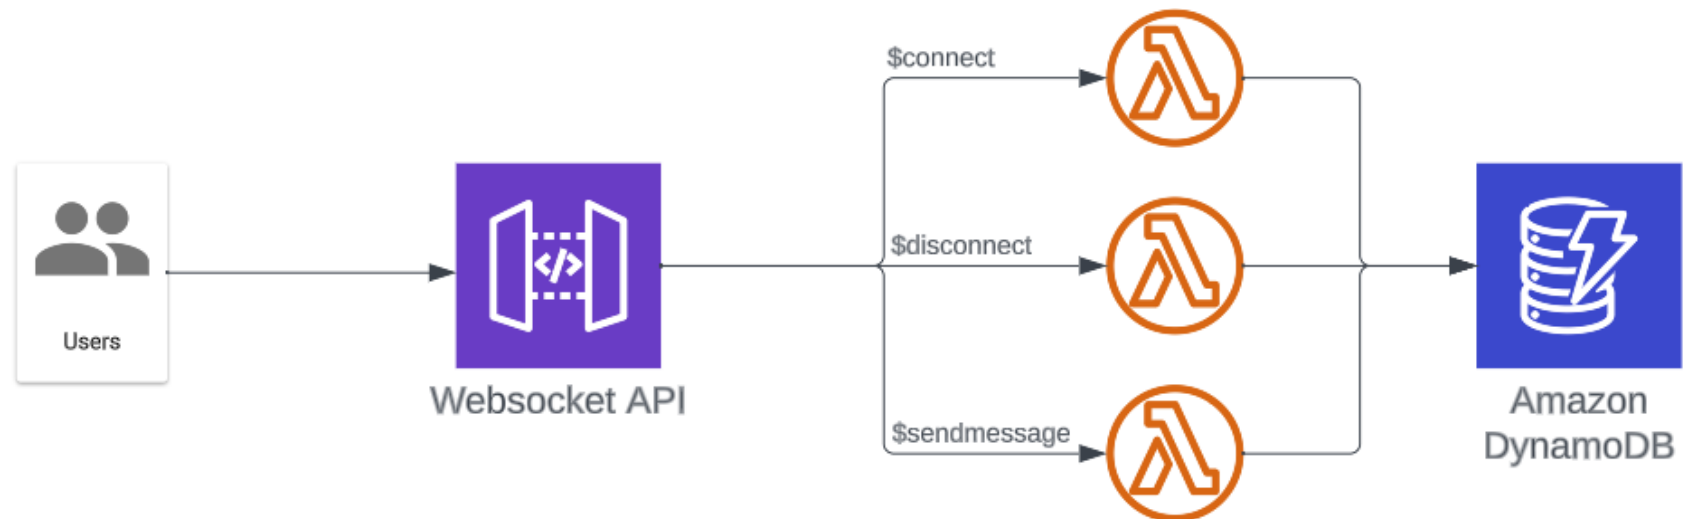 $connect
$disconnect
Users
Websocket API
$sendmessage
Amazon
DynamoDB